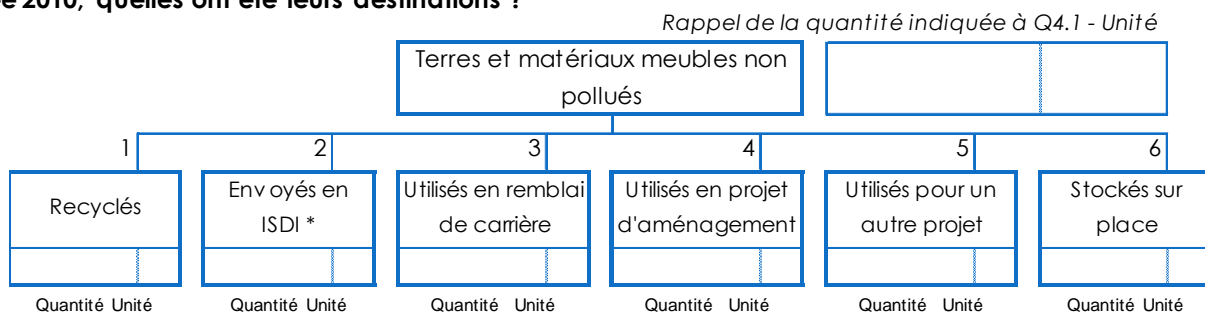 e 2010, quelles ont été leurs destinations ?
Rappel de la quantité indiquée à Q4.1 - Unité
Terres et matériaux meubles non
pollués
1 2 3 4 5 6
Recyclés
Envoyés en
ISDI *
Utilisés en remblai
de carrière
Utilisés en projet
d'aménagement
Utilisés pour un
autre projet
Stockés sur
place
Quantité Unité Quantité Unité Quantité Unité Quantité Unité Quantité Unité Quantité Unité